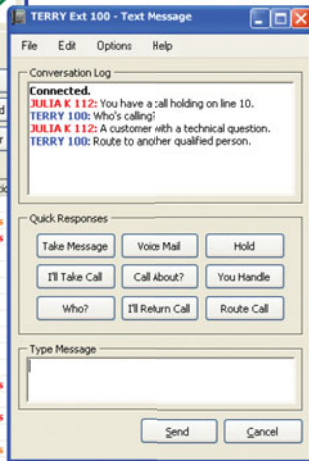 TERRY Ext 100 - Text Message
File Edit Options Help
Conversation Log
Connected.
JULIA K 112: You have a call holding on line 10.
TERRY 100: Who's calling?
JULIA K 112: A customer with a technical question.
TERRY 100: Route to another qualified person.
Quick Responses
Take Message Voice Mail Hold
I'll Take Call Call About? You Handle
Who? I'll Return Call Route Call
Type Message
Send Cancel